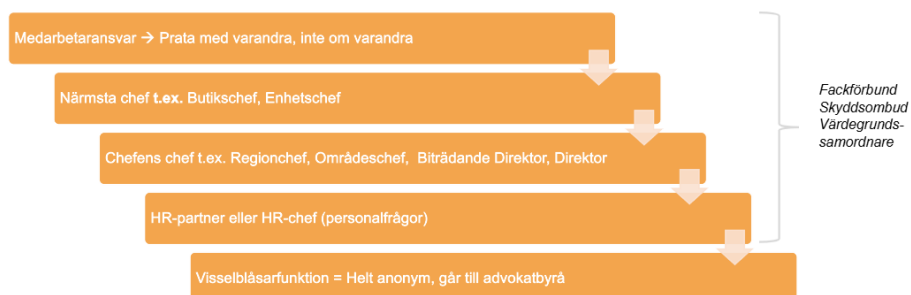 Medarbetaransvar → Prata med varandra, inte om varandra
Närmsta chef t.ex. Butikschef, Enhetschef
Chefens chef t.ex. Regionchef, Områdeschef, Biträdande Direktor, Direktor
HR-partner eller HR-chef (personalfrågor)
Visselblåsarfunktion = Helt anonym, går till advokatbyrå
Fackförbund
Skyddsombud
Värdegrunds-
samordnare